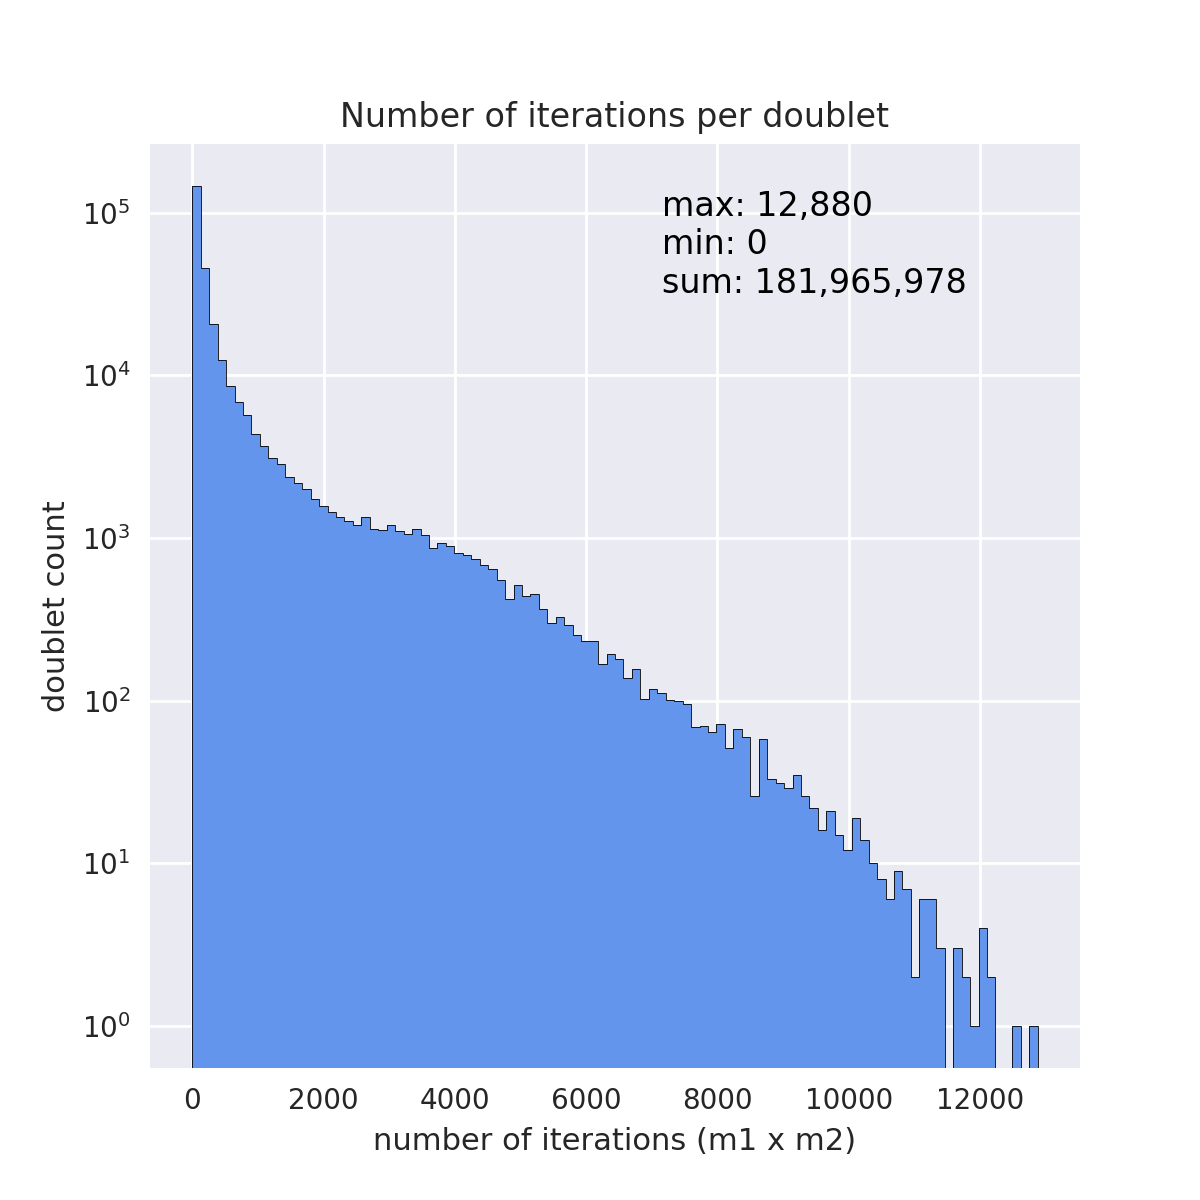 Number of iterations per doublet
max: 12,880
min: 0
sum: 181,965,978
10⁵
10⁴
10³
10²
10¹
10⁰
doublet count
0 2000 4000 6000 8000 10000 12000
number of iterations (m1 x m2)